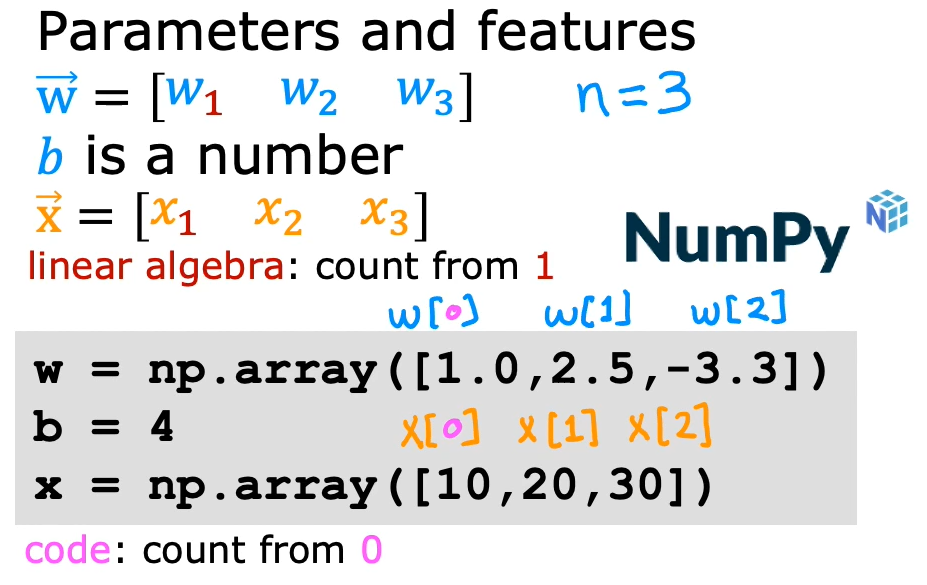 Parameters and features
w⃗ = [w₁ w₂ w₃] n=3
b is a number
x⃗ = [x₁ x₂ x₃]
NumPy
linear algebra: count from 1
w[0] w[1] w[2]
w = np.array([1.0,2.5,-3.3])
b = 4 x[0] x[1] x[2]
x = np.array([10,20,30])
code: count from 0